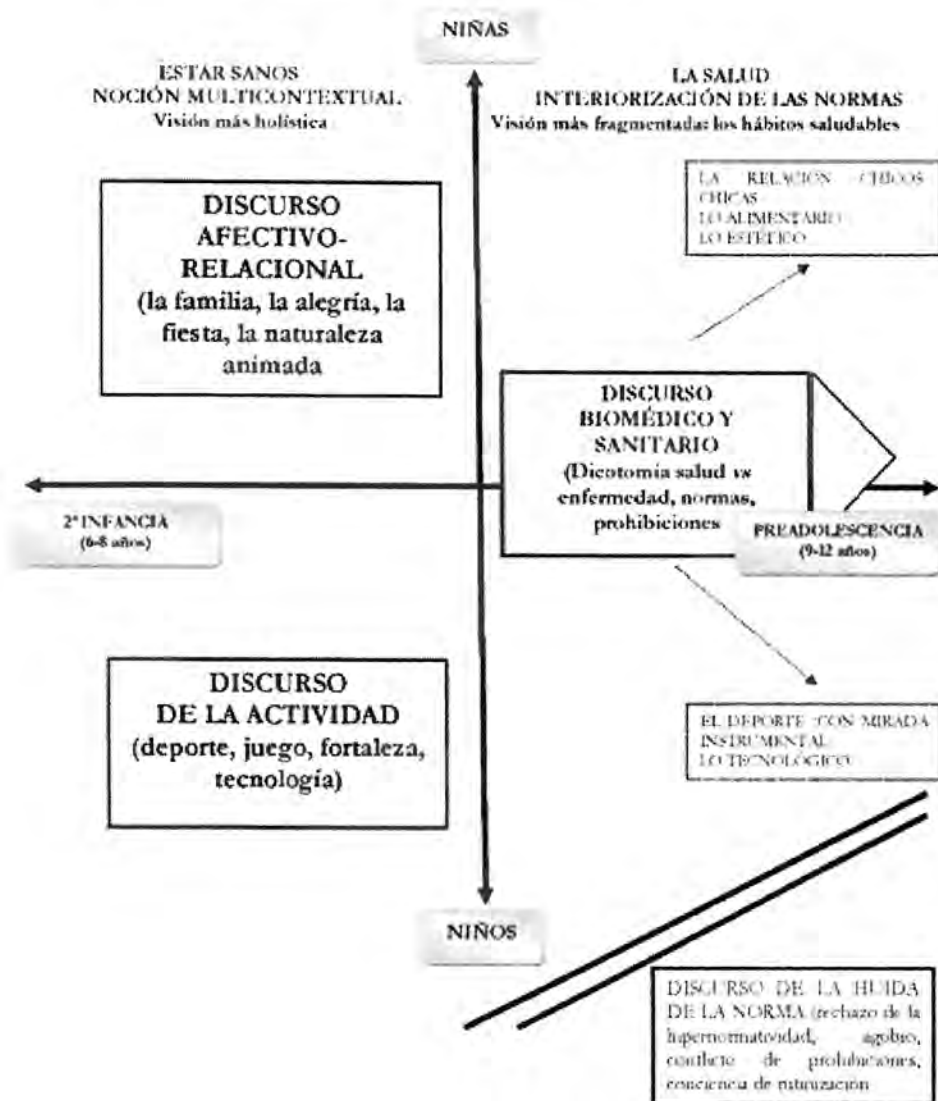 NIÑAS
ESTAR SANOS
NOCIÓN MULTICONTEXTUAL
Visión más holística
LA SALUD
INTERIORIZACIÓN DE LAS NORMAS
Visión más fragmentada: los hábitos saludables
DISCURSO
AFECTIVO-
RELACIONAL
(la familia, la alegría, la
fiesta, la naturaleza
animada
LA RELACIÓN CHICOS
CHICAS
LO ALIMENTARIO
LO ESTÉTICO
DISCURSO
BIOMÉDICO Y
SANITARIO
(Dicotomía salud vs
enfermedad, normas,
prohibiciones
2ª INFANCIA
(6-8 años)
PREADOLESCENCIA
(9-12 años)
DISCURSO
DE LA ACTIVIDAD
(deporte, juego, fortaleza,
tecnología)
EL DEPORTE CON MIRADA
INSTRUMENTAL
LO TECNOLÓGICO
NIÑOS
DISCURSO DE LA HUIDA
DE LA NORMA (rechazo de la
hipernormatividad, agobio,
conflicto de prohibiciones,
conciencia de rutinización